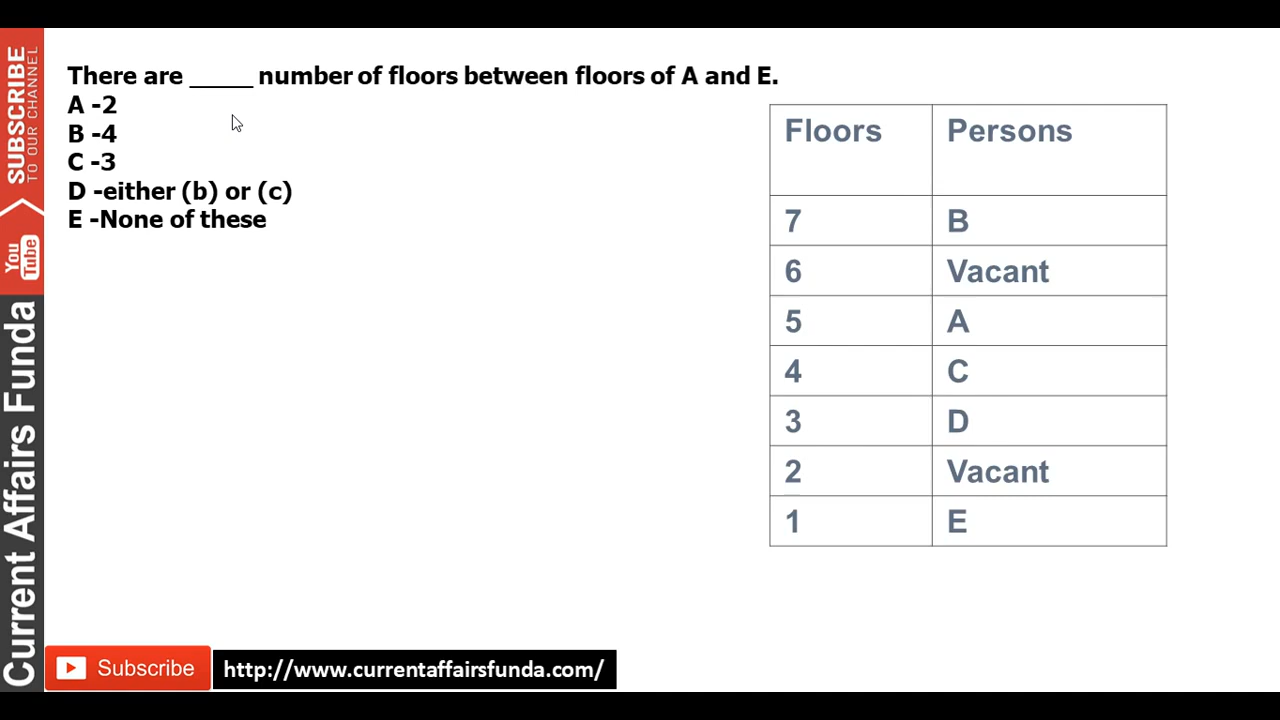 There are _____ number of floors between floors of A and E.
A -2
B -4
C -3
D -either (b) or (c)
E -None of these
Floors Persons
7 B
6 Vacant
5 A
4 C
3 D
2 Vacant
1 E
SUBSCRIBE
TO OUR CHANNEL
You
Tube
Current Affairs Funda
Subscribe
http://www.currentaffairsfunda.com/